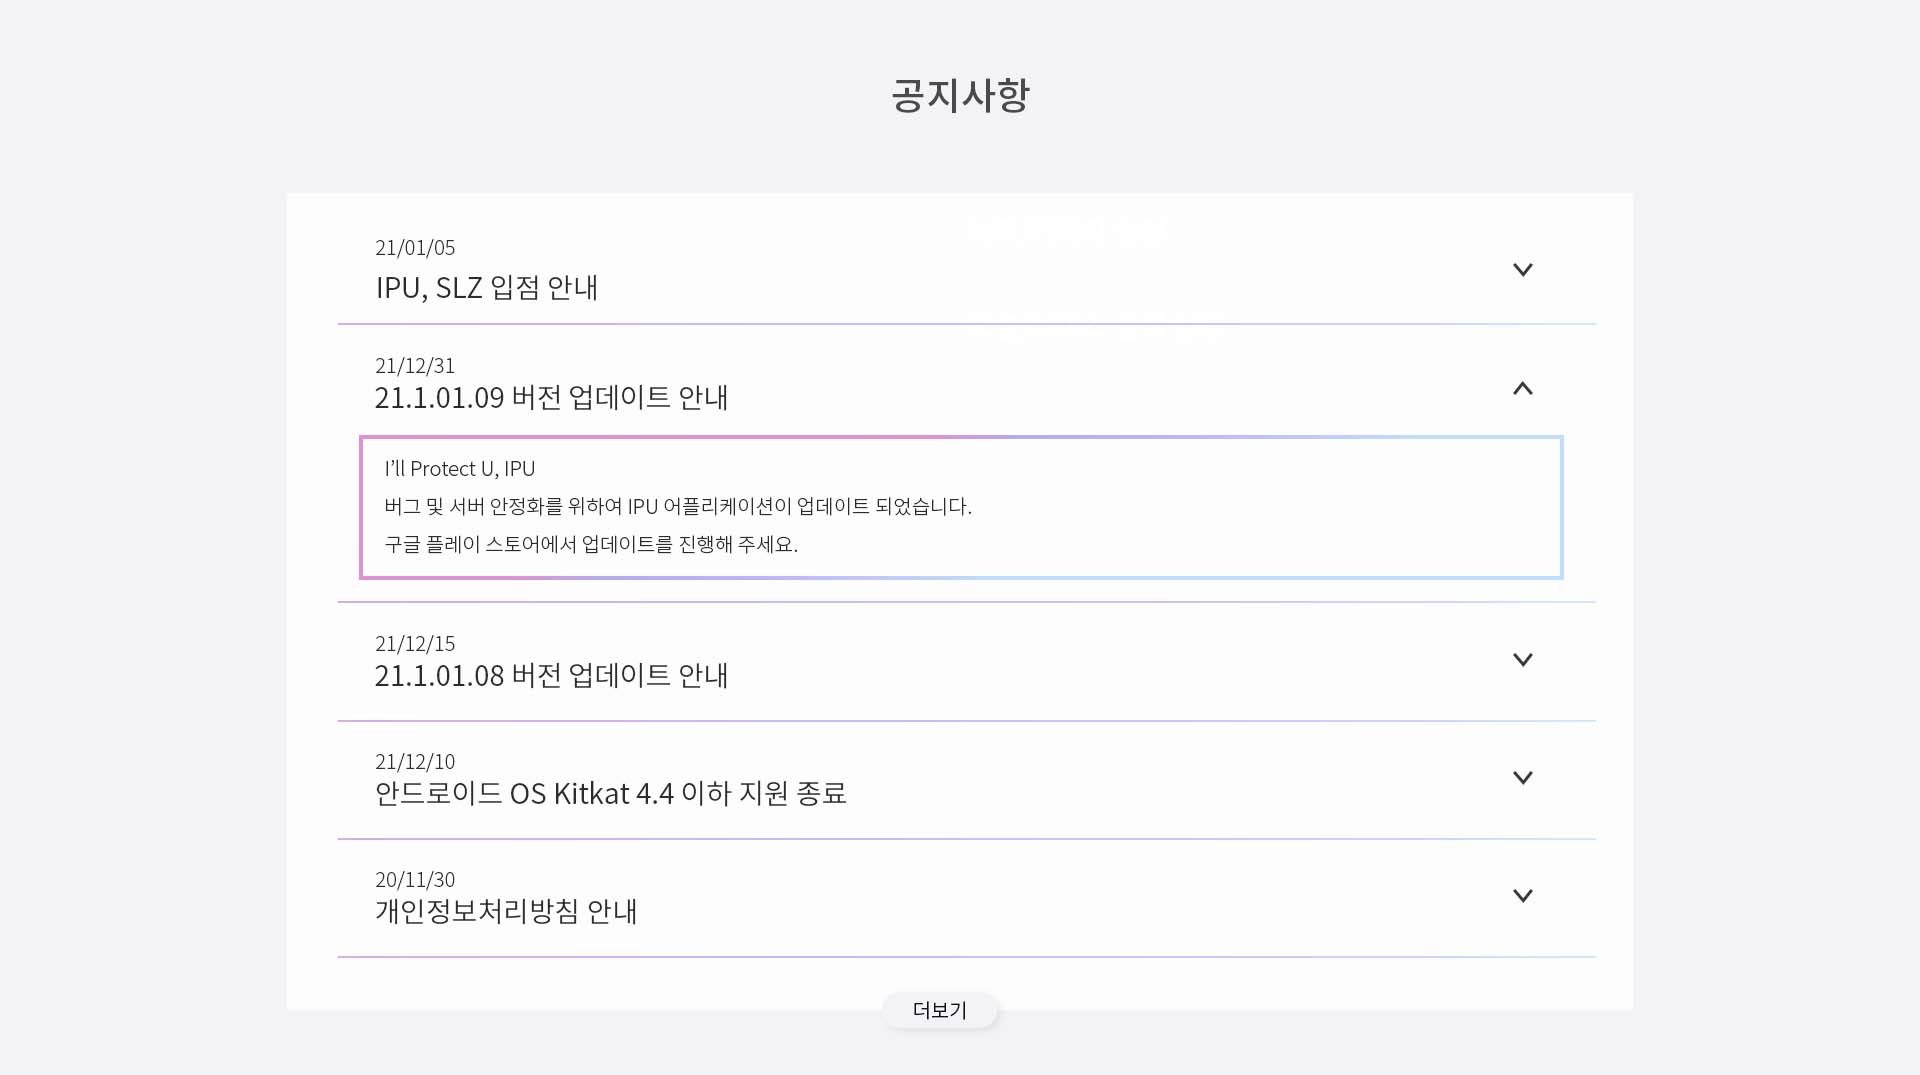 공지사항
21/01/05
IPU, SLZ 입점 안내
21/12/31
21.1.01.09 버전 업데이트 안내
I'll Protect U, IPU
버그 및 서버 안정화를 위하여 IPU 어플리케이션이 업데이트 되었습니다.
구글 플레이 스토어에서 업데이트를 진행해 주세요.
21/12/15
21.1.01.08 버전 업데이트 안내
21/12/10
안드로이드 OS Kitkat 4.4 이하 지원 종료
20/11/30
개인정보처리방침 안내
더보기